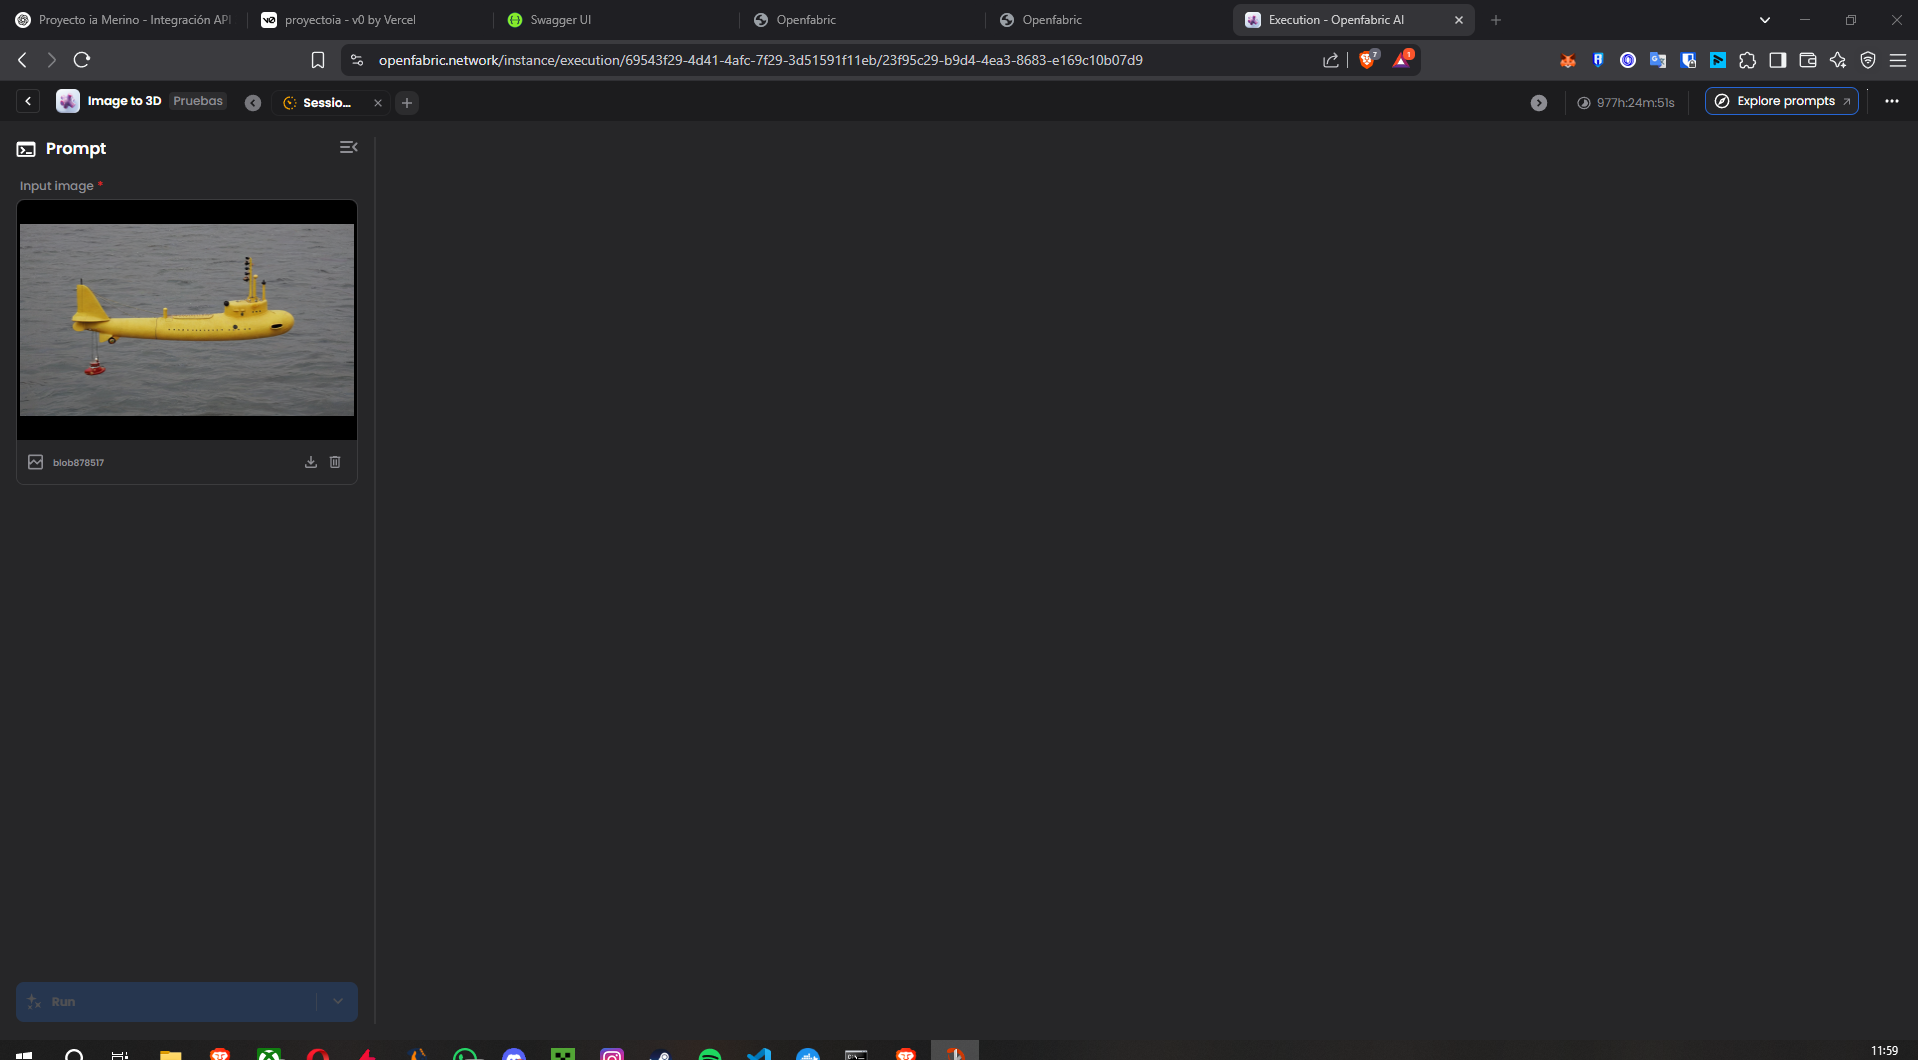 Proyecto ia Merino - Integración API
proyectoia - v0 by Vercel
Swagger UI
Openfabric
Openfabric
Execution - Openfabric AI
openfabric.network/instance/execution/69543f29-4d41-4afc-7f29-3d51591f11eb/23f95c29-b9d4-4ea3-8683-e169c10b07d9
7
1
Image to 3D
Pruebas
Sessio...
977h:24m:51s
Explore prompts
Prompt
Input image *
blob878517
Run
11:59